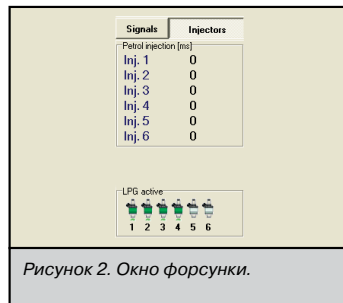 Signals Injectors
Petrol injection [ms]
Inj. 1 0
Inj. 2 0
Inj. 3 0
Inj. 4 0
Inj. 5 0
Inj. 6 0
LPG active
1 2 3 4 5 6
Рисунок 2. Окно форсунки.